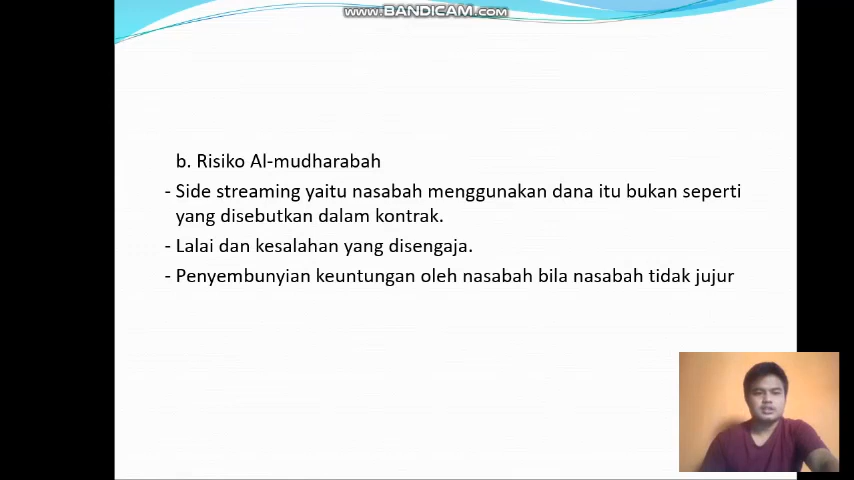 www.BANDICAM.com
b. Risiko Al-mudharabah
- Side streaming yaitu nasabah menggunakan dana itu bukan seperti
yang disebutkan dalam kontrak.
- Lalai dan kesalahan yang disengaja.
- Penyembunyian keuntungan oleh nasabah bila nasabah tidak jujur